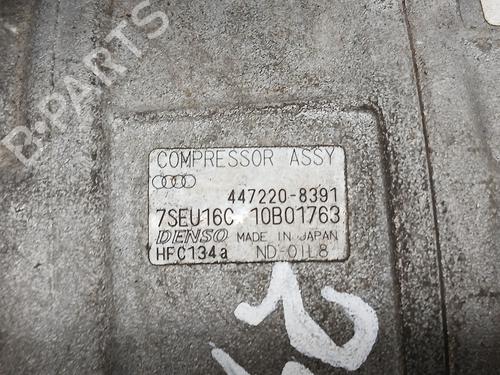 B-PARTS
COMPRESSOR ASSY
447220-8391
7SEU16C 10B01763
DENSO MADE IN JAPAN
HFC134a ND-OIL8